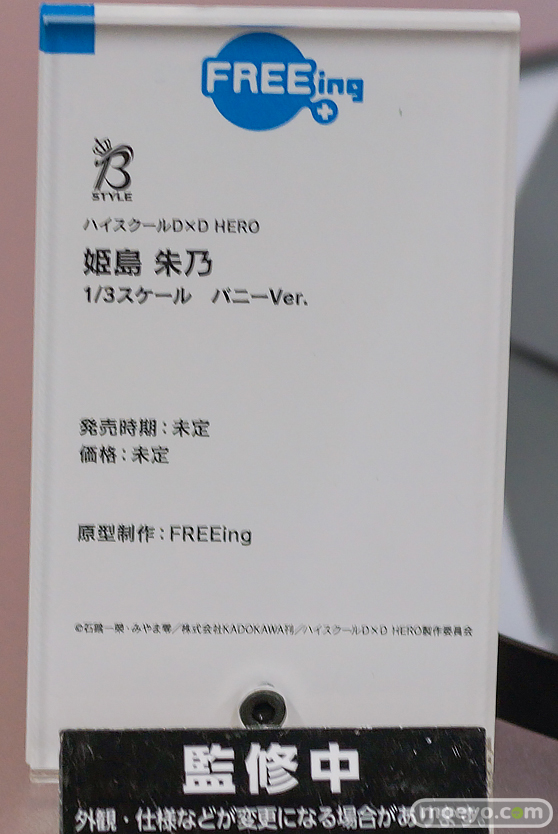 FREEing
B
STYLE
ハイスクールD×D HERO
姫島 朱乃
1/3スケール　バニーVer.
発売時期：未定
価格：未定
原型制作：FREEing
©石踏一榮・みやま零／株式会社KADOKAWA刊／ハイスクールD×D HERO製作委員会
監修中
外観・仕様などが変更になる場合があります。
moeyo.com